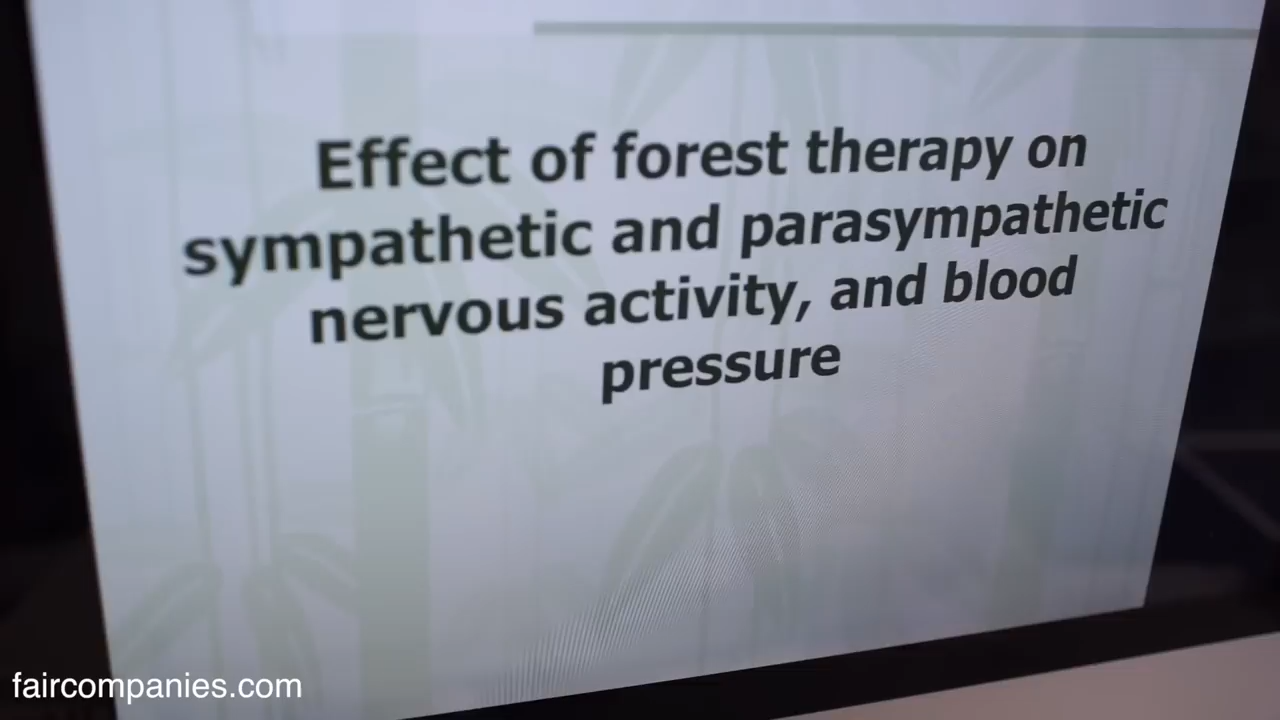 Effect of forest therapy on
sympathetic and parasympathetic
nervous activity, and blood
pressure
faircompanies.com